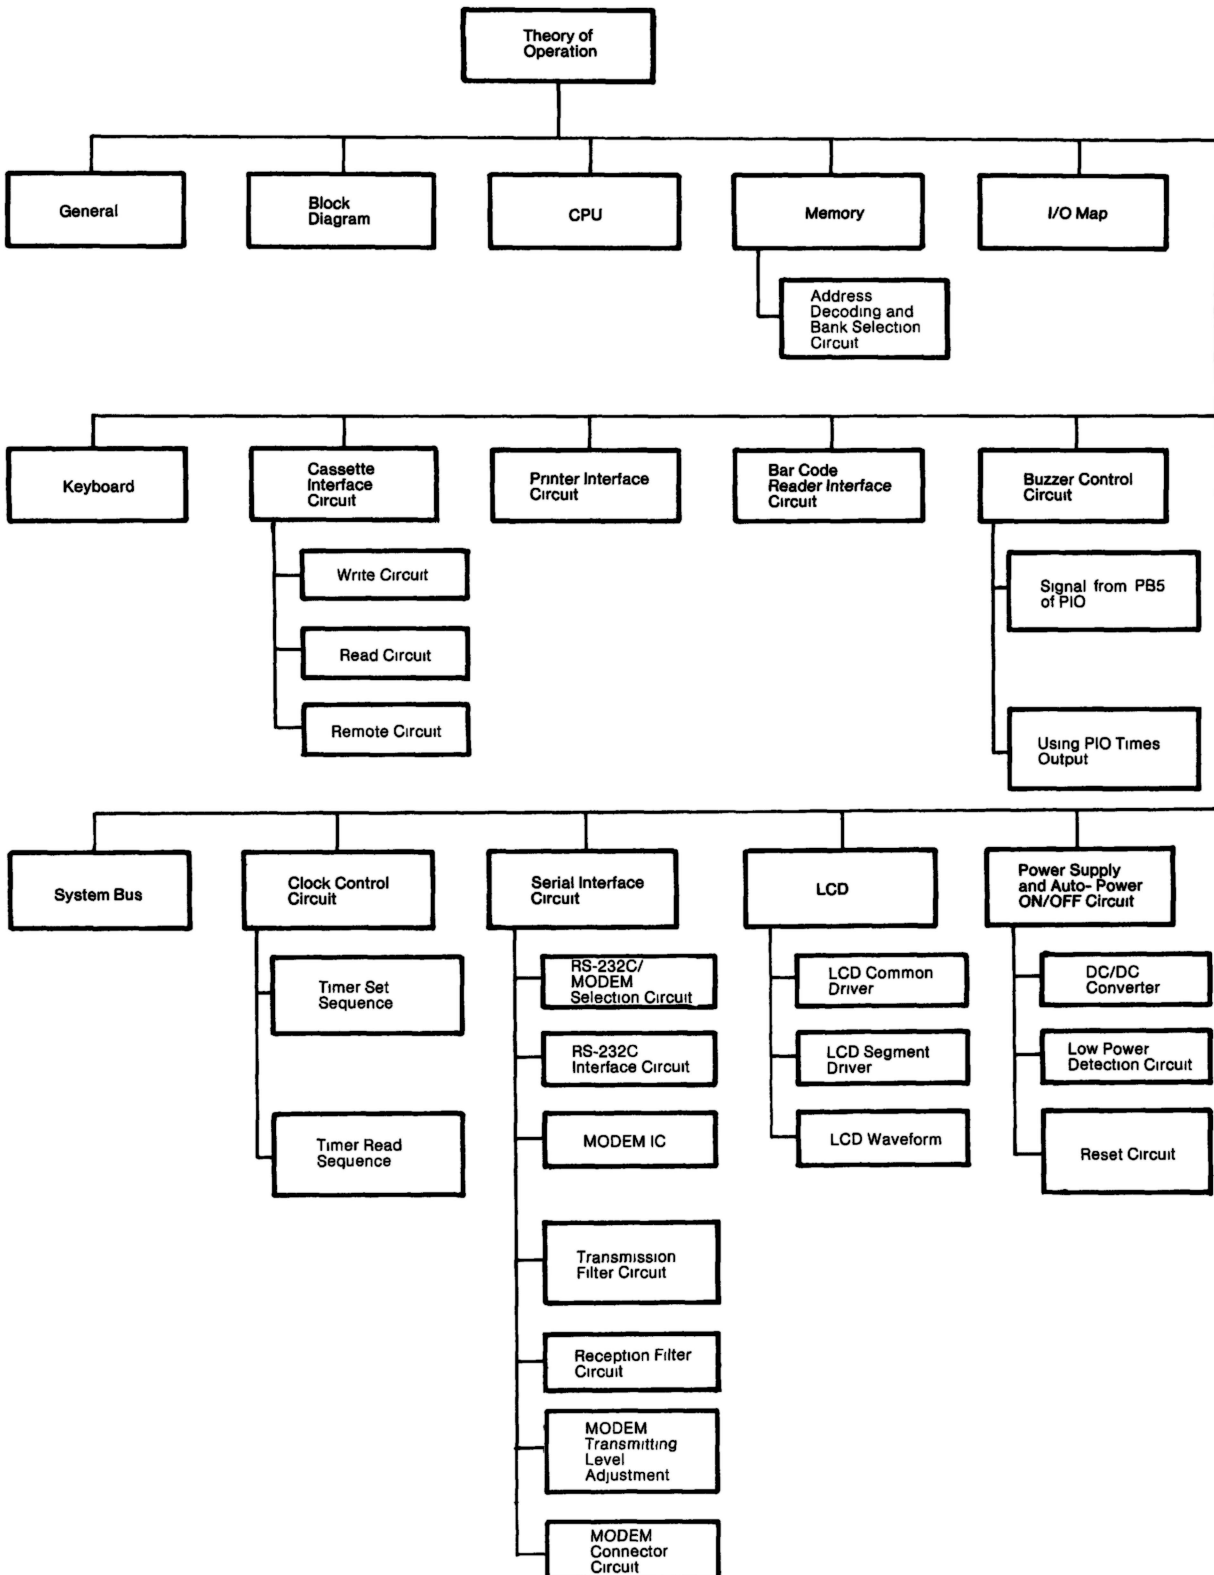 Theory of
Operation
General
Block
Diagram
CPU
Memory
I/O Map
Address
Decoding and
Bank Selection
Circuit
Keyboard
Cassette
Interface
Circuit
Printer Interface
Circuit
Bar Code
Reader Interface
Circuit
Buzzer Control
Circuit
Write Circuit
Read Circuit
Remote Circuit
Signal from PB5
of PIO
Using PIO Times
Output
System Bus
Clock Control
Circuit
Serial Interface
Circuit
LCD
Power Supply
and Auto- Power
ON/OFF Circuit
Timer Set
Sequence
Timer Read
Sequence
RS-232C/
MODEM
Selection Circuit
RS-232C
Interface Circuit
MODEM IC
Transmission
Filter Circuit
Reception Filter
Circuit
MODEM
Transmitting
Level
Adjustment
MODEM
Connector
Circuit
LCD Common
Driver
LCD Segment
Driver
LCD Waveform
DC/DC
Converter
Low Power
Detection Circuit
Reset Circuit